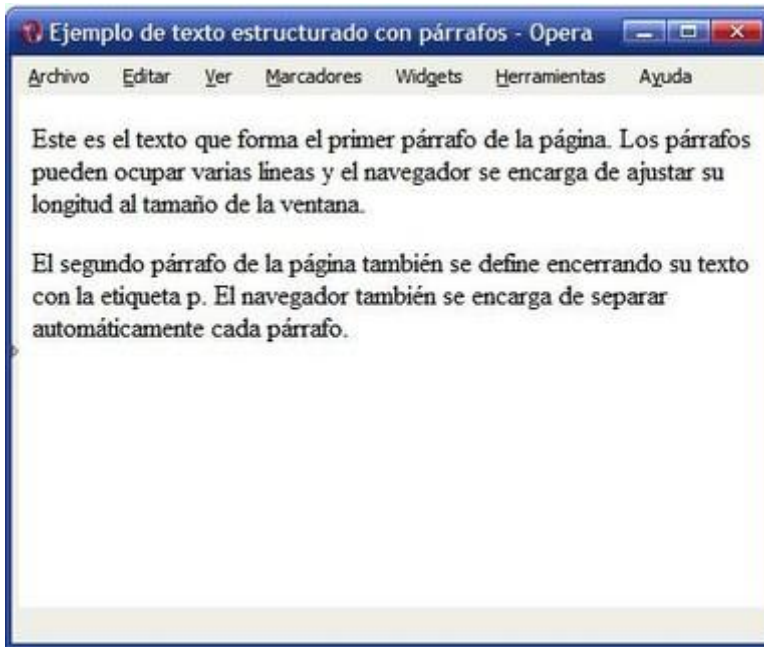 Ejemplo de texto estructurado con párrafos - Opera
Archivo Editar Ver Marcadores Widgets Herramientas Ayuda
Este es el texto que forma el primer párrafo de la página. Los párrafos
pueden ocupar varias líneas y el navegador se encarga de ajustar su
longitud al tamaño de la ventana.
El segundo párrafo de la página también se define encerrando su texto
con la etiqueta p. El navegador también se encarga de separar
automáticamente cada párrafo.